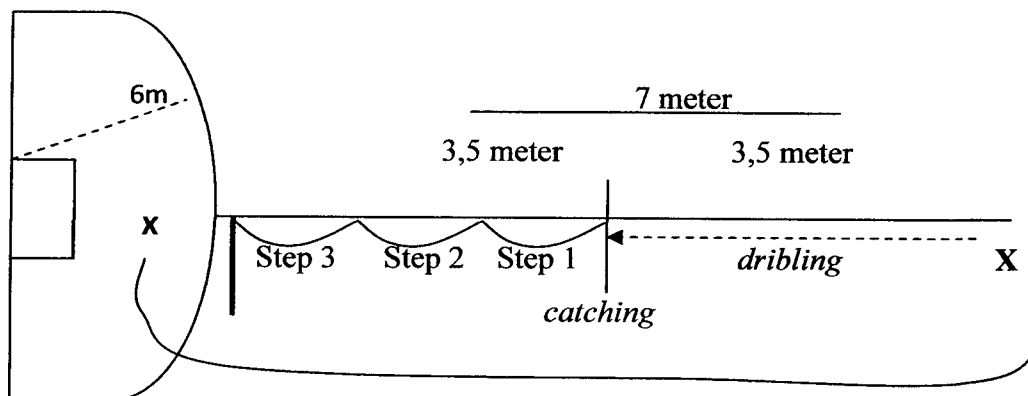 6m
7 meter
3,5 meter 3,5 meter
X
Step 3 Step 2 Step 1
dribling
X
catching